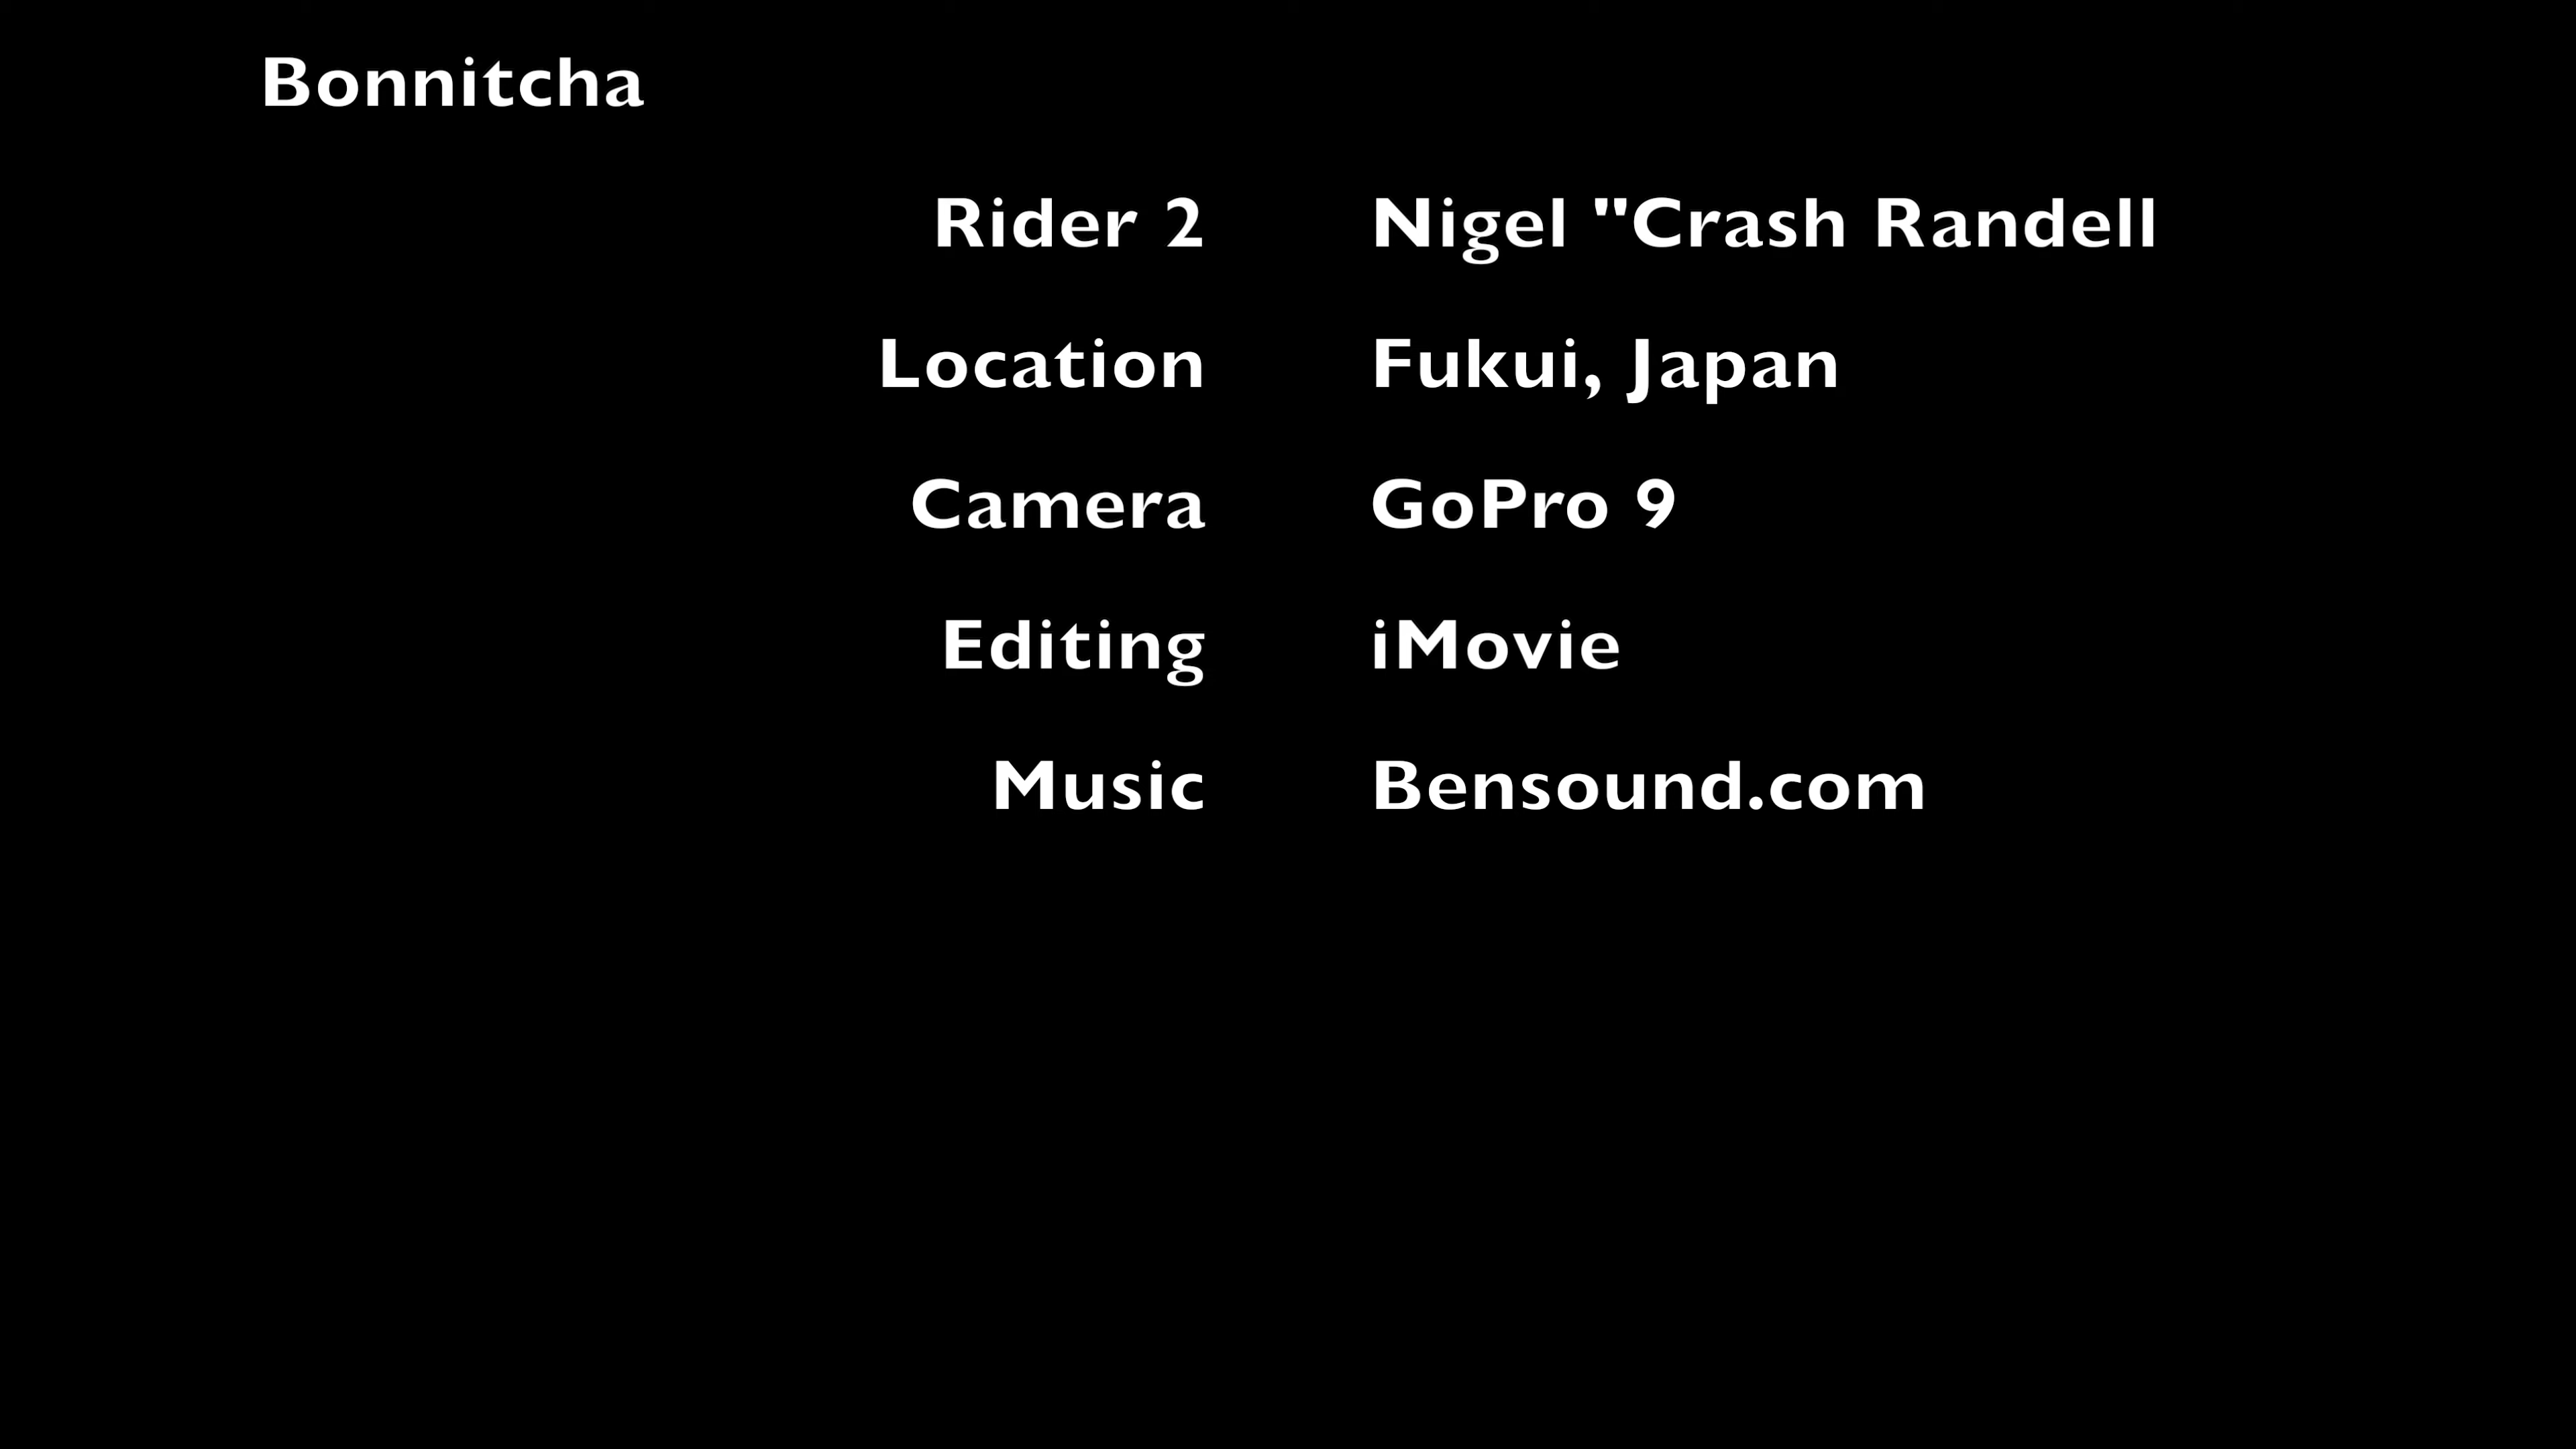 Bonnitcha
Rider 2 Nigel "Crash Randell
Location Fukui, Japan
Camera GoPro 9
Editing iMovie
Music Bensound.com